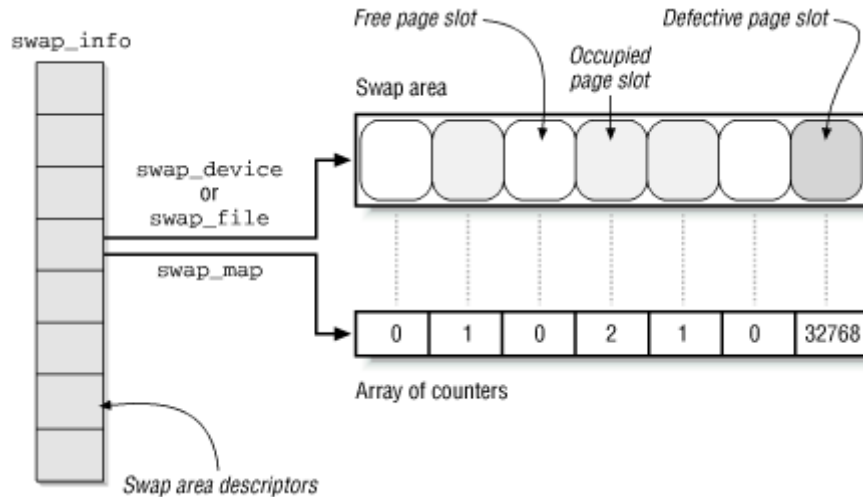 Free page slot
Defective page slot
swap_info
Occupied
page slot
Swap area
swap_device
or
swap_file
swap_map
0 1 0 2 1 0 32768
Array of counters
Swap area descriptors